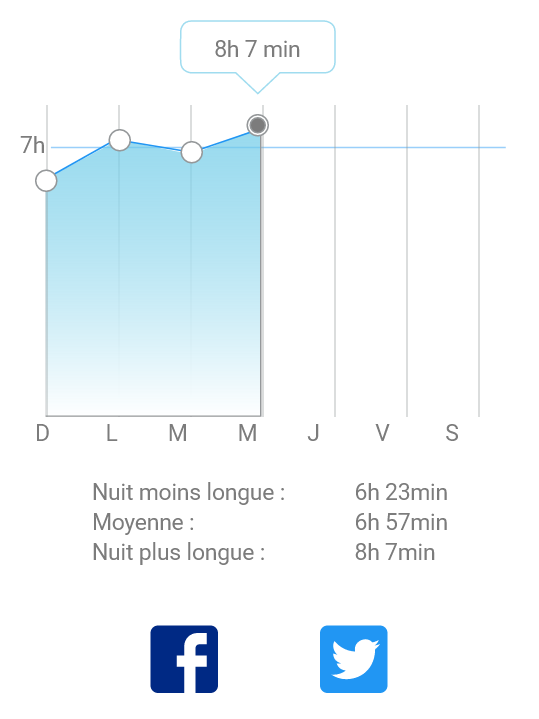 8h 7 min
7h
D L M M J V S
Nuit moins longue : 6h 23min
Moyenne : 6h 57min
Nuit plus longue : 8h 7min